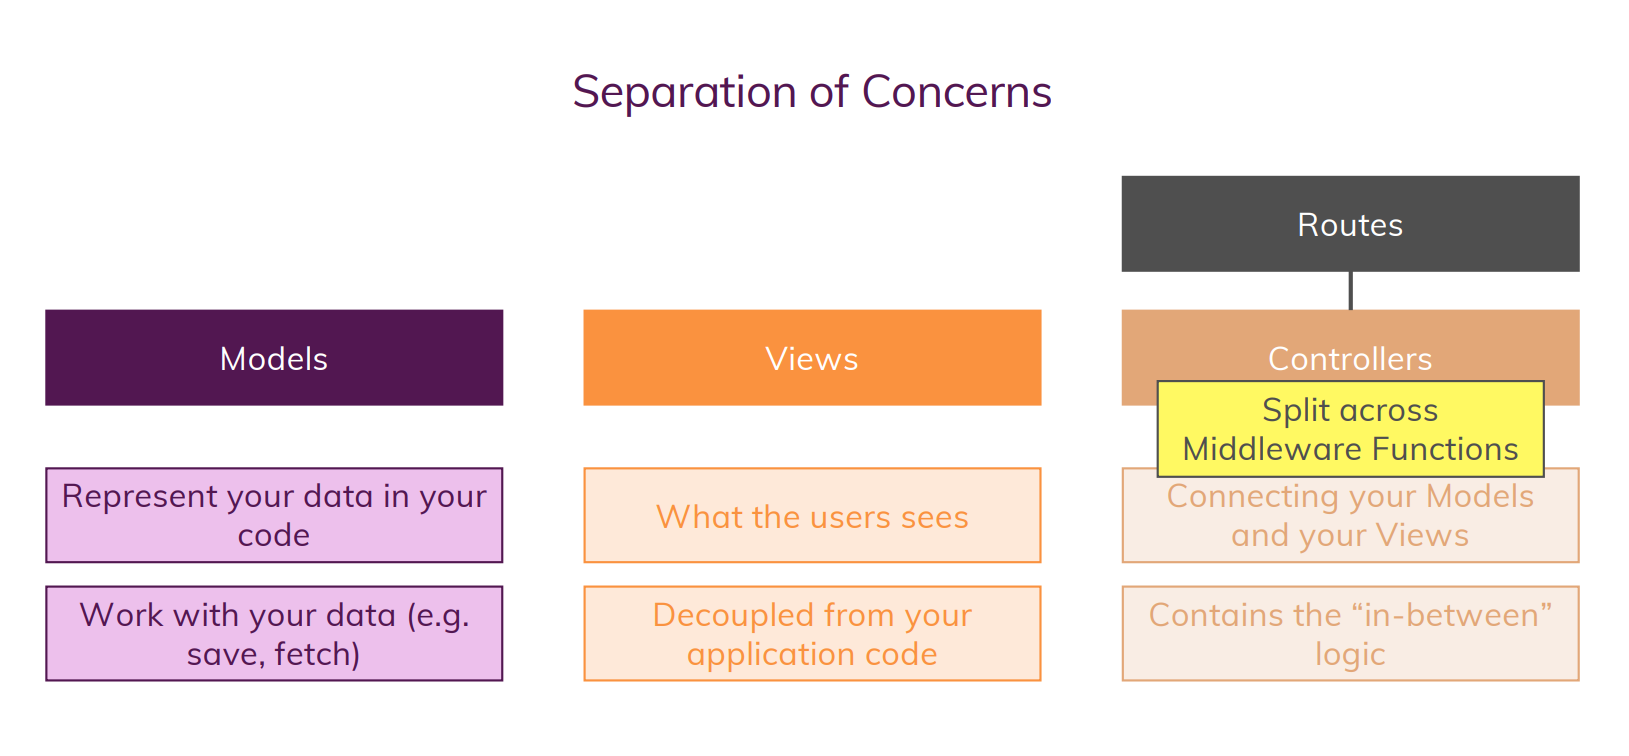 Separation of Concerns
Routes
Models
Views
Controllers
Split across
Middleware Functions
Represent your data in your
code
What the users sees
Connecting your Models
and your Views
Work with your data (e.g.
save, fetch)
Decoupled from your
application code
Contains the “in-between”
logic